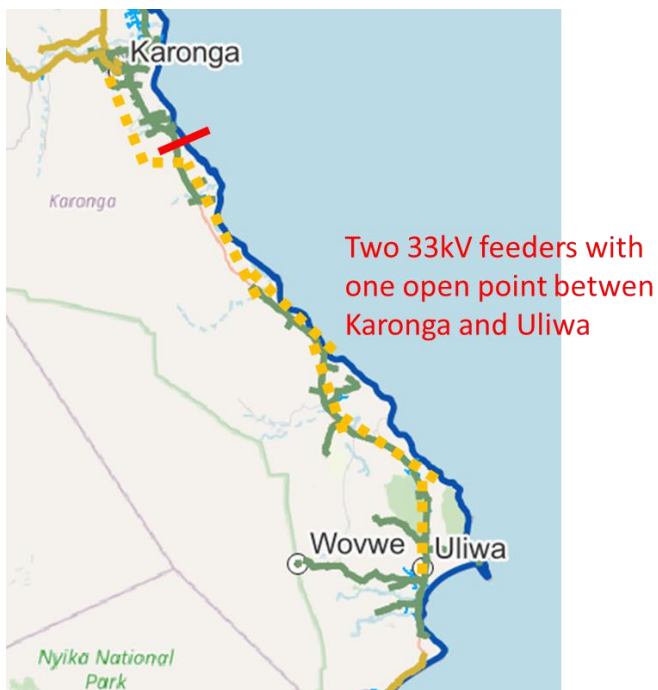 Karonga
Karonga
Two 33kV feeders with
one open point betwen
Karonga and Uliwa
Wovwe
Uliwa
Nyika National
Park